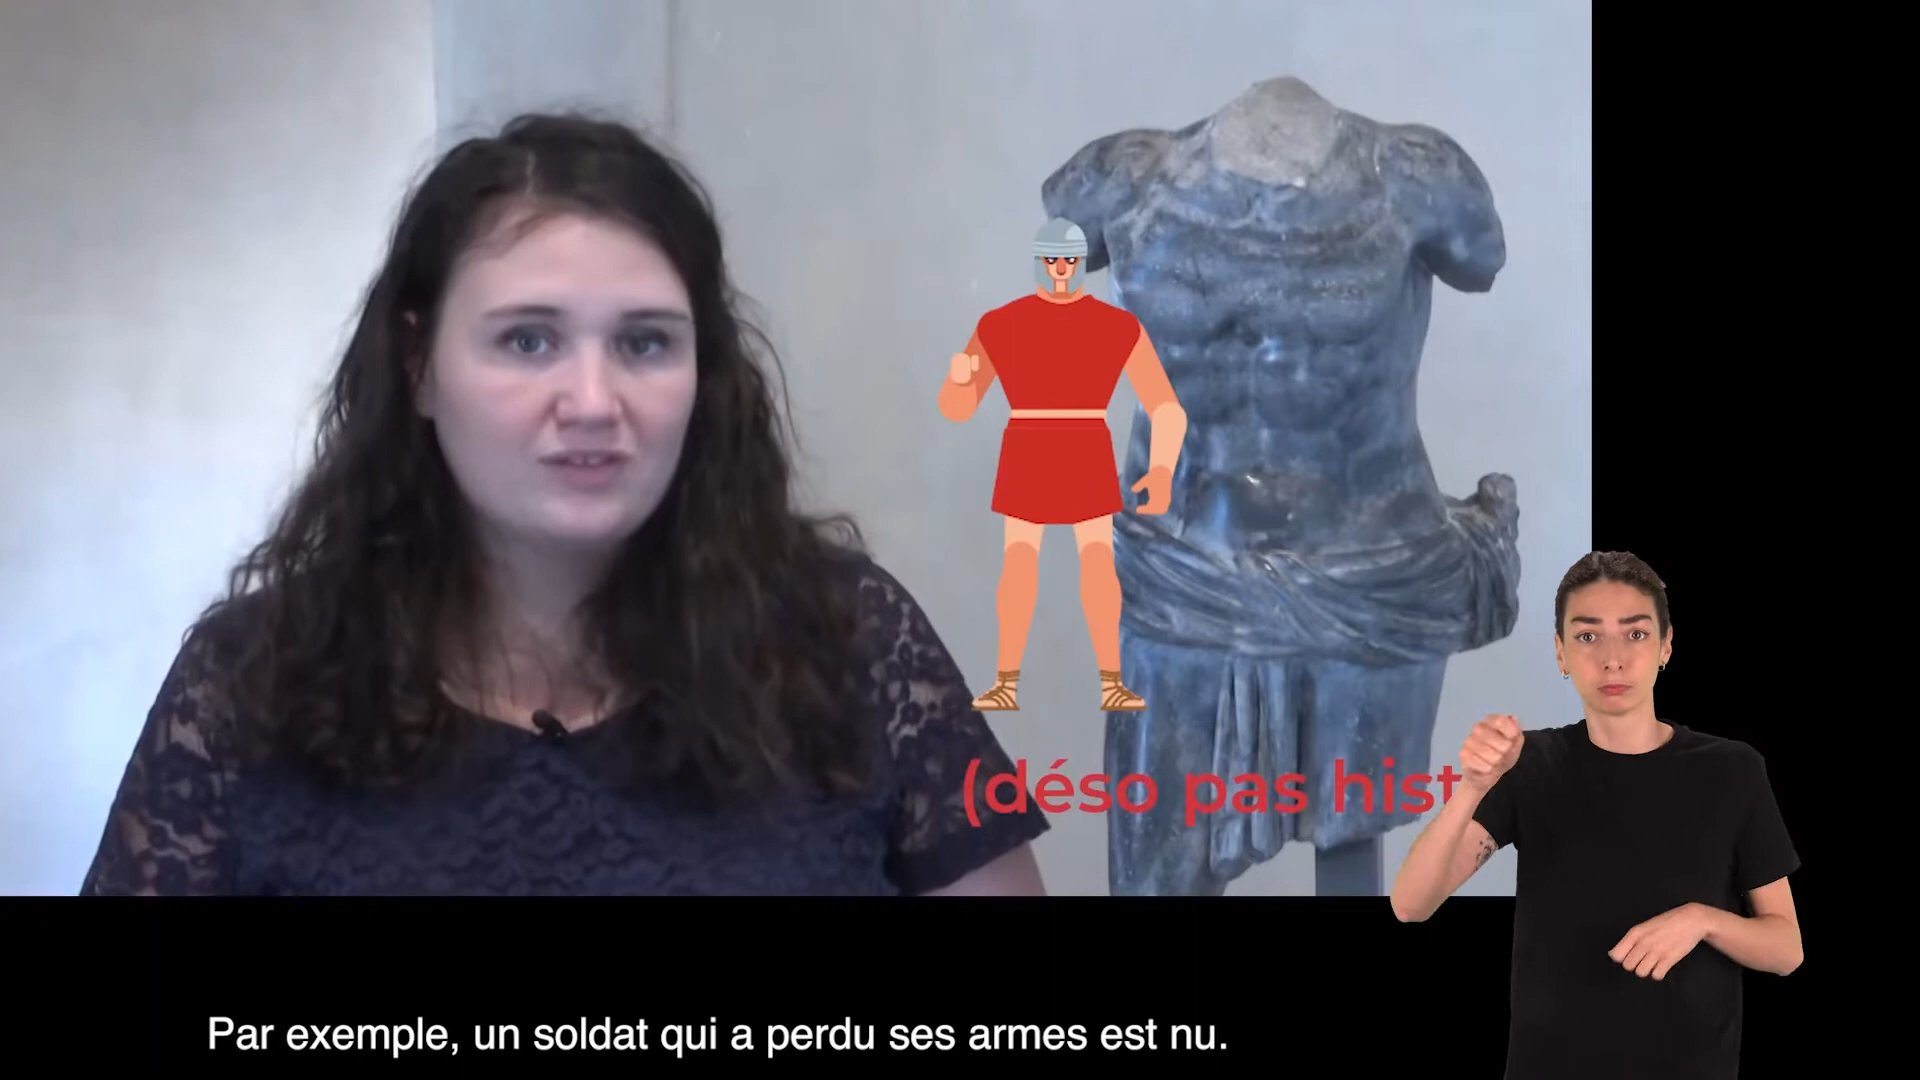 (déso pas hist
Par exemple, un soldat qui a perdu ses armes est nu.